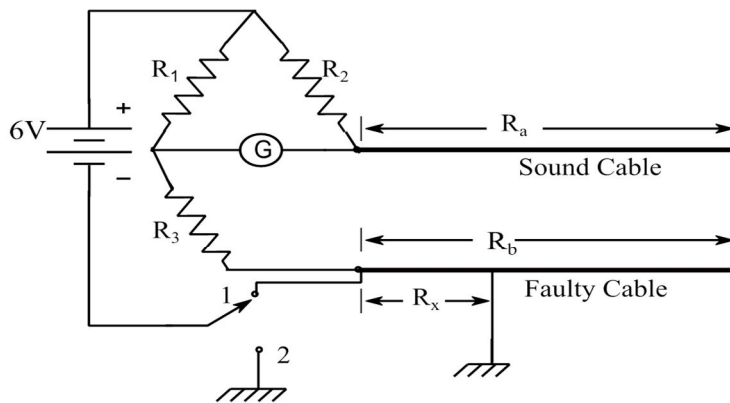 R1
R2
6V
+
G
Ra
−
Sound Cable
R3
Rb
1
Rx
Faulty Cable
2